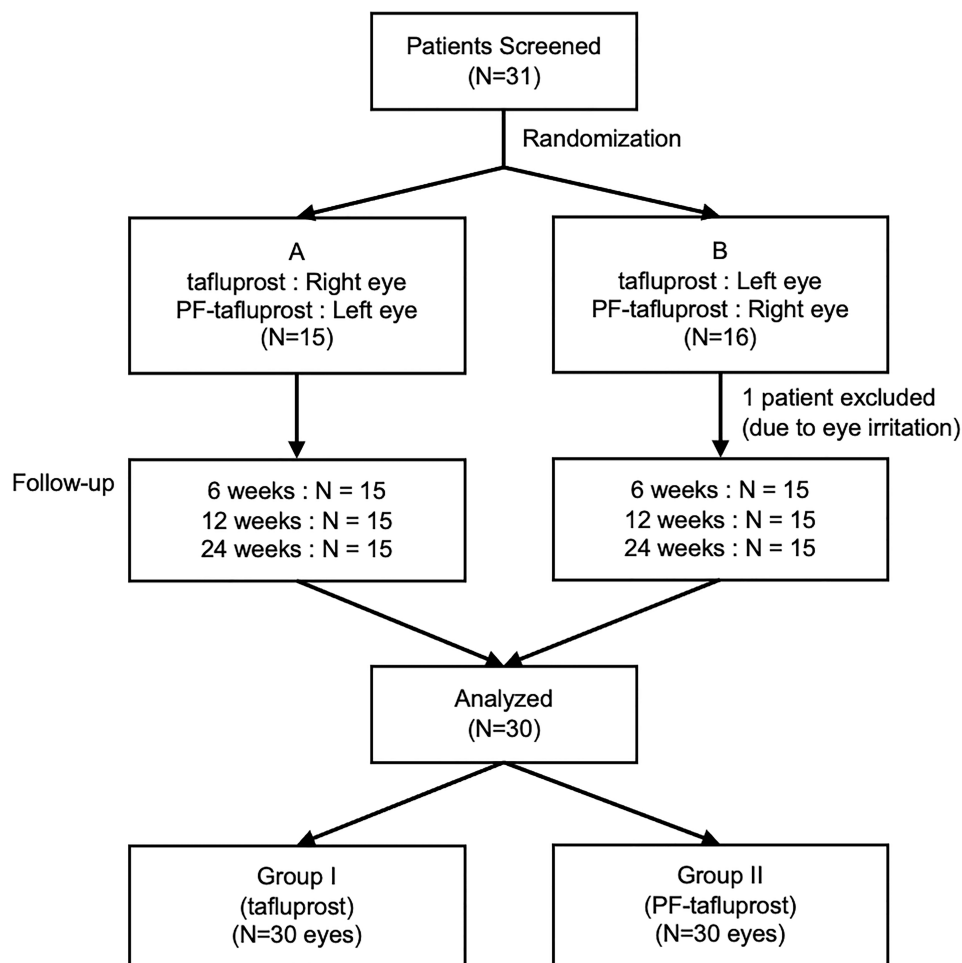 Patients Screened
(N=31)
Randomization
A
tafluprost : Right eye
PF-tafluprost : Left eye
(N=15)
B
tafluprost : Left eye
PF-tafluprost : Right eye
(N=16)
1 patient excluded
(due to eye irritation)
Follow-up
6 weeks : N = 15
12 weeks : N = 15
24 weeks : N = 15
6 weeks : N = 15
12 weeks : N = 15
24 weeks : N = 15
Analyzed
(N=30)
Group I
(tafluprost)
(N=30 eyes)
Group II
(PF-tafluprost)
(N=30 eyes)